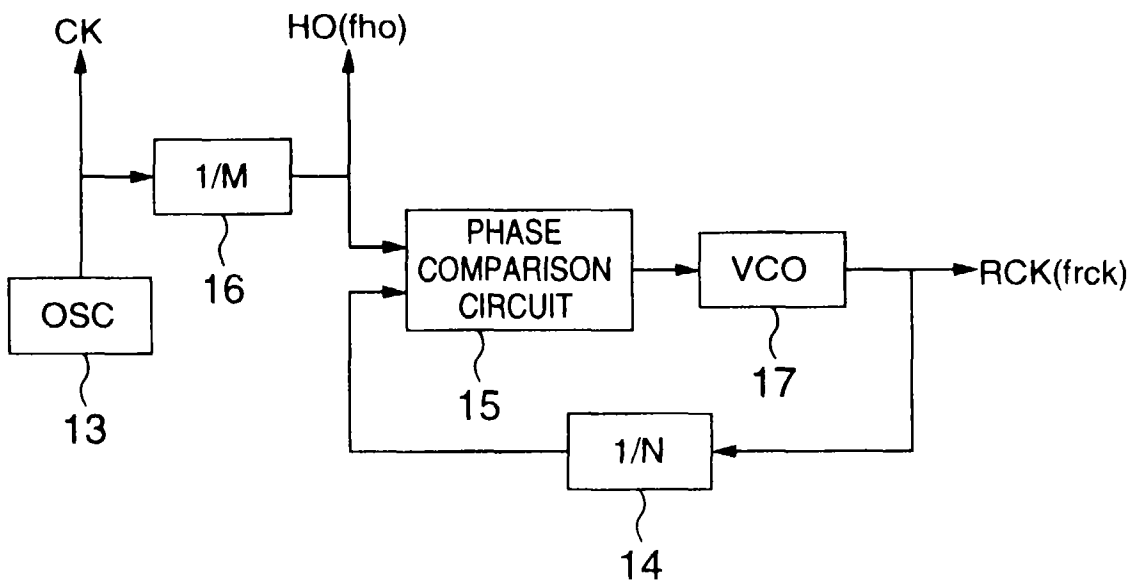 CK
HO(fho)
1/M
16
OSC
13
PHASE
COMPARISON
CIRCUIT
15
VCO
17
RCK(frck)
1/N
14